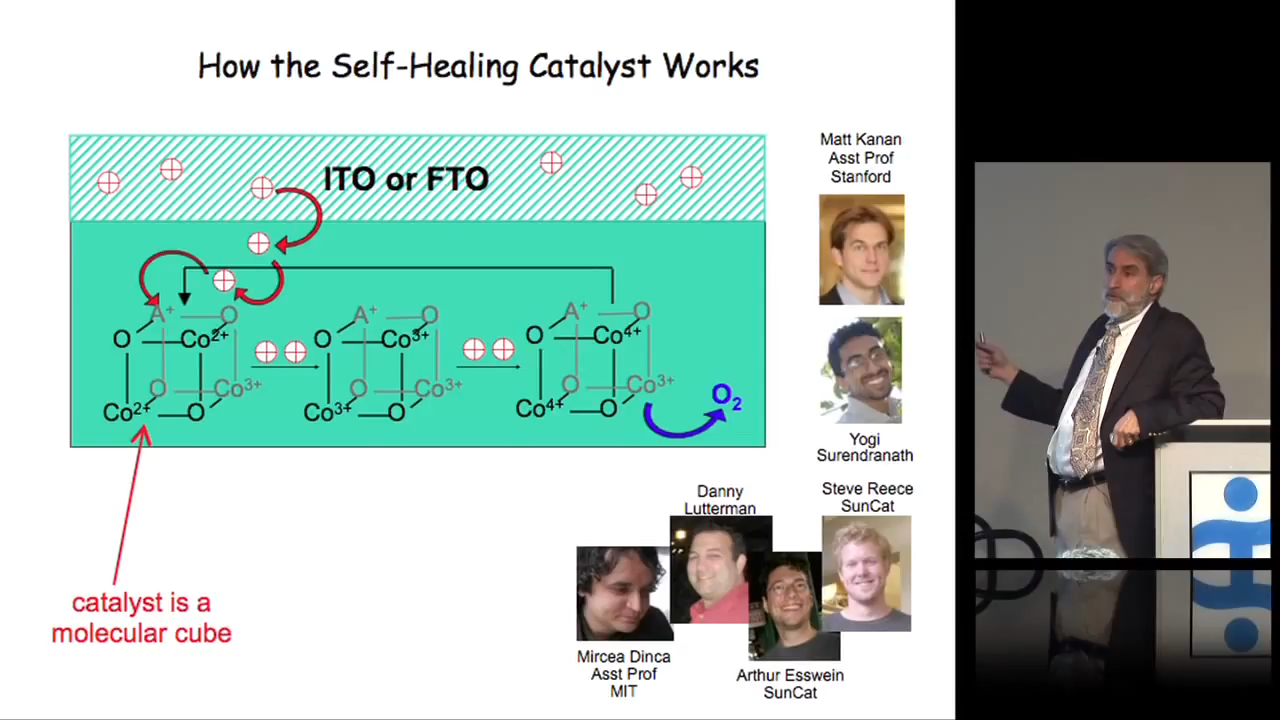 How the Self-Healing Catalyst Works
ITO or FTO
A+ O
O Co2+
O Co3+
Co2+ O
A+ O
O Co3+
O Co3+
Co3+ O
A+ O
O Co4+
O Co3+
Co4+ O
O2
catalyst is a
molecular cube
Matt Kanan
Asst Prof
Stanford
Yogi
Surendranath
Danny
Lutterman
Steve Reece
SunCat
Mircea Dinca
Asst Prof
MIT
Arthur Esswein
SunCat